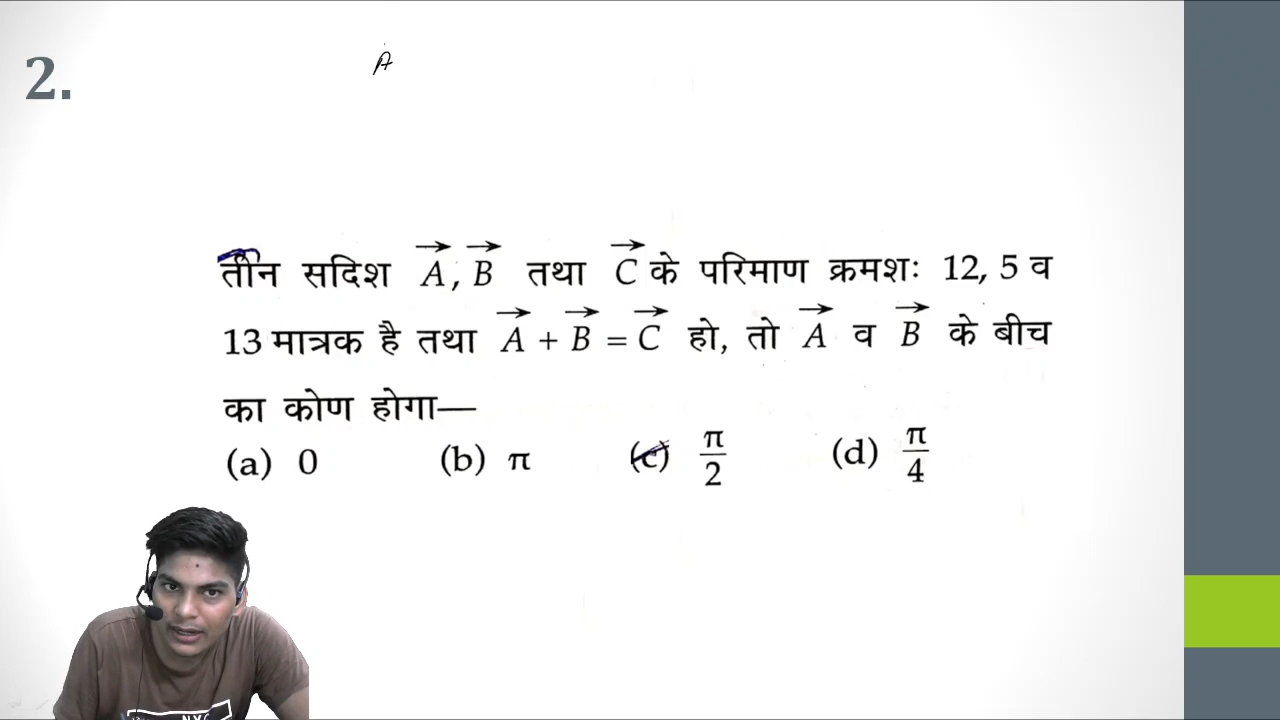 2.
A
तीन सदिश A⃗, B⃗ तथा C⃗ के परिमाण क्रमशः 12, 5 व
13 मात्रक है तथा A⃗ + B⃗ = C⃗ हो, तो A⃗ व B⃗ के बीच
का कोण होगा—
(a) 0 (b) π (c) π/2 (d) π/4